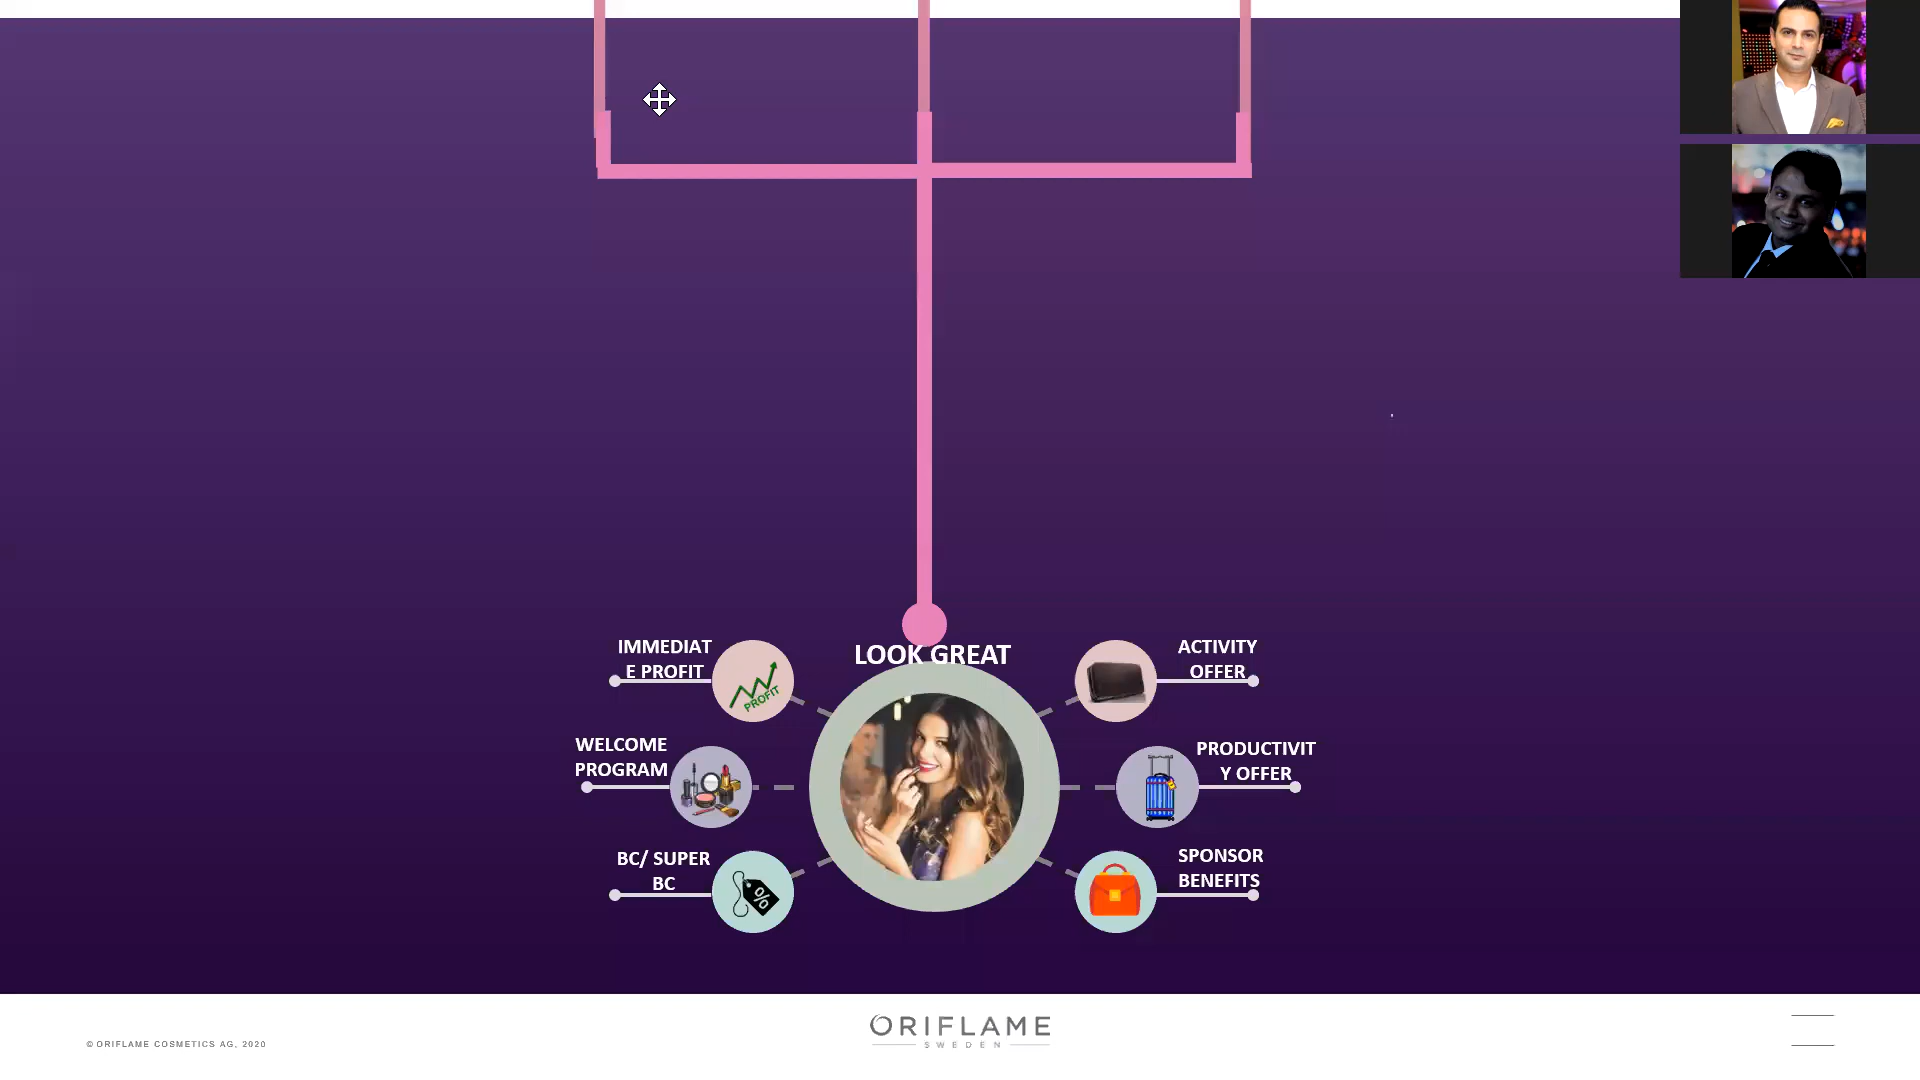 LOOK GREAT
IMMEDIAT
E PROFIT
PROFIT
WELCOME
PROGRAM
BC/ SUPER
BC
%
ACTIVITY
OFFER
PRODUCTIVIT
Y OFFER
SPONSOR
BENEFITS
© ORIFLAME COSMETICS AG, 2020
ORIFLAME
SWEDEN